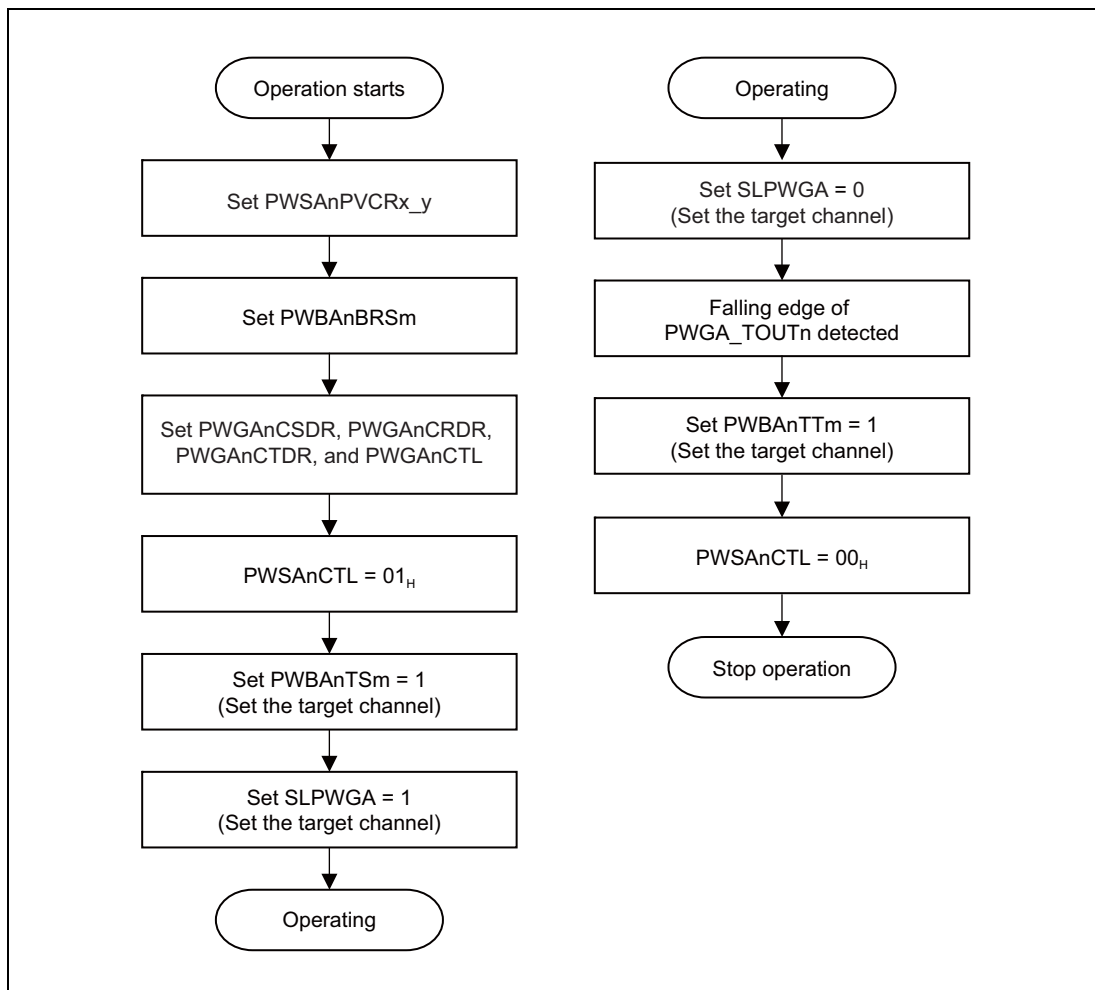 Operation starts
Set PWSAnPVCRx_y
Set PWBAnBRSm
Set PWGAnCSDR, PWGAnCRDR,
PWGAnCTDR, and PWGAnCTL
PWSAnCTL = 01H
Set PWBAnTSm = 1
(Set the target channel)
Set SLPWGA = 1
(Set the target channel)
Operating
Operating
Set SLPWGA = 0
(Set the target channel)
Falling edge of
PWGA_TOUTn detected
Set PWBAnTTm = 1
(Set the target channel)
PWSAnCTL = 00H
Stop operation